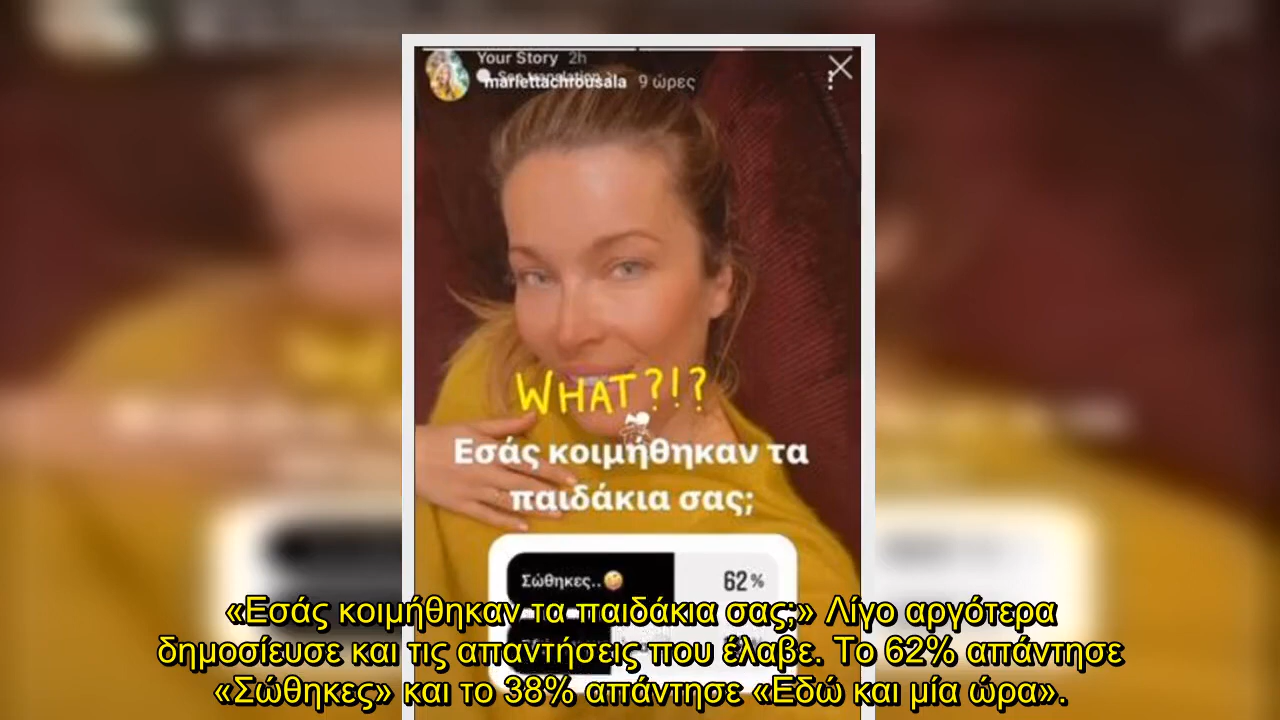 Your Story 2h
See translation
mariettachrousala 9 ώρες
WHAT?!?
Εσάς κοιμήθηκαν τα
παιδάκια σας;
Σώθηκες..🤪 62%
«Εσάς κοιμήθηκαν τα παιδάκια σας;» Λίγο αργότερα
δημοσίευσε και τις απαντήσεις που έλαβε. Το 62% απάντησε
«Σώθηκες» και το 38% απάντησε «Εδώ και μία ώρα».